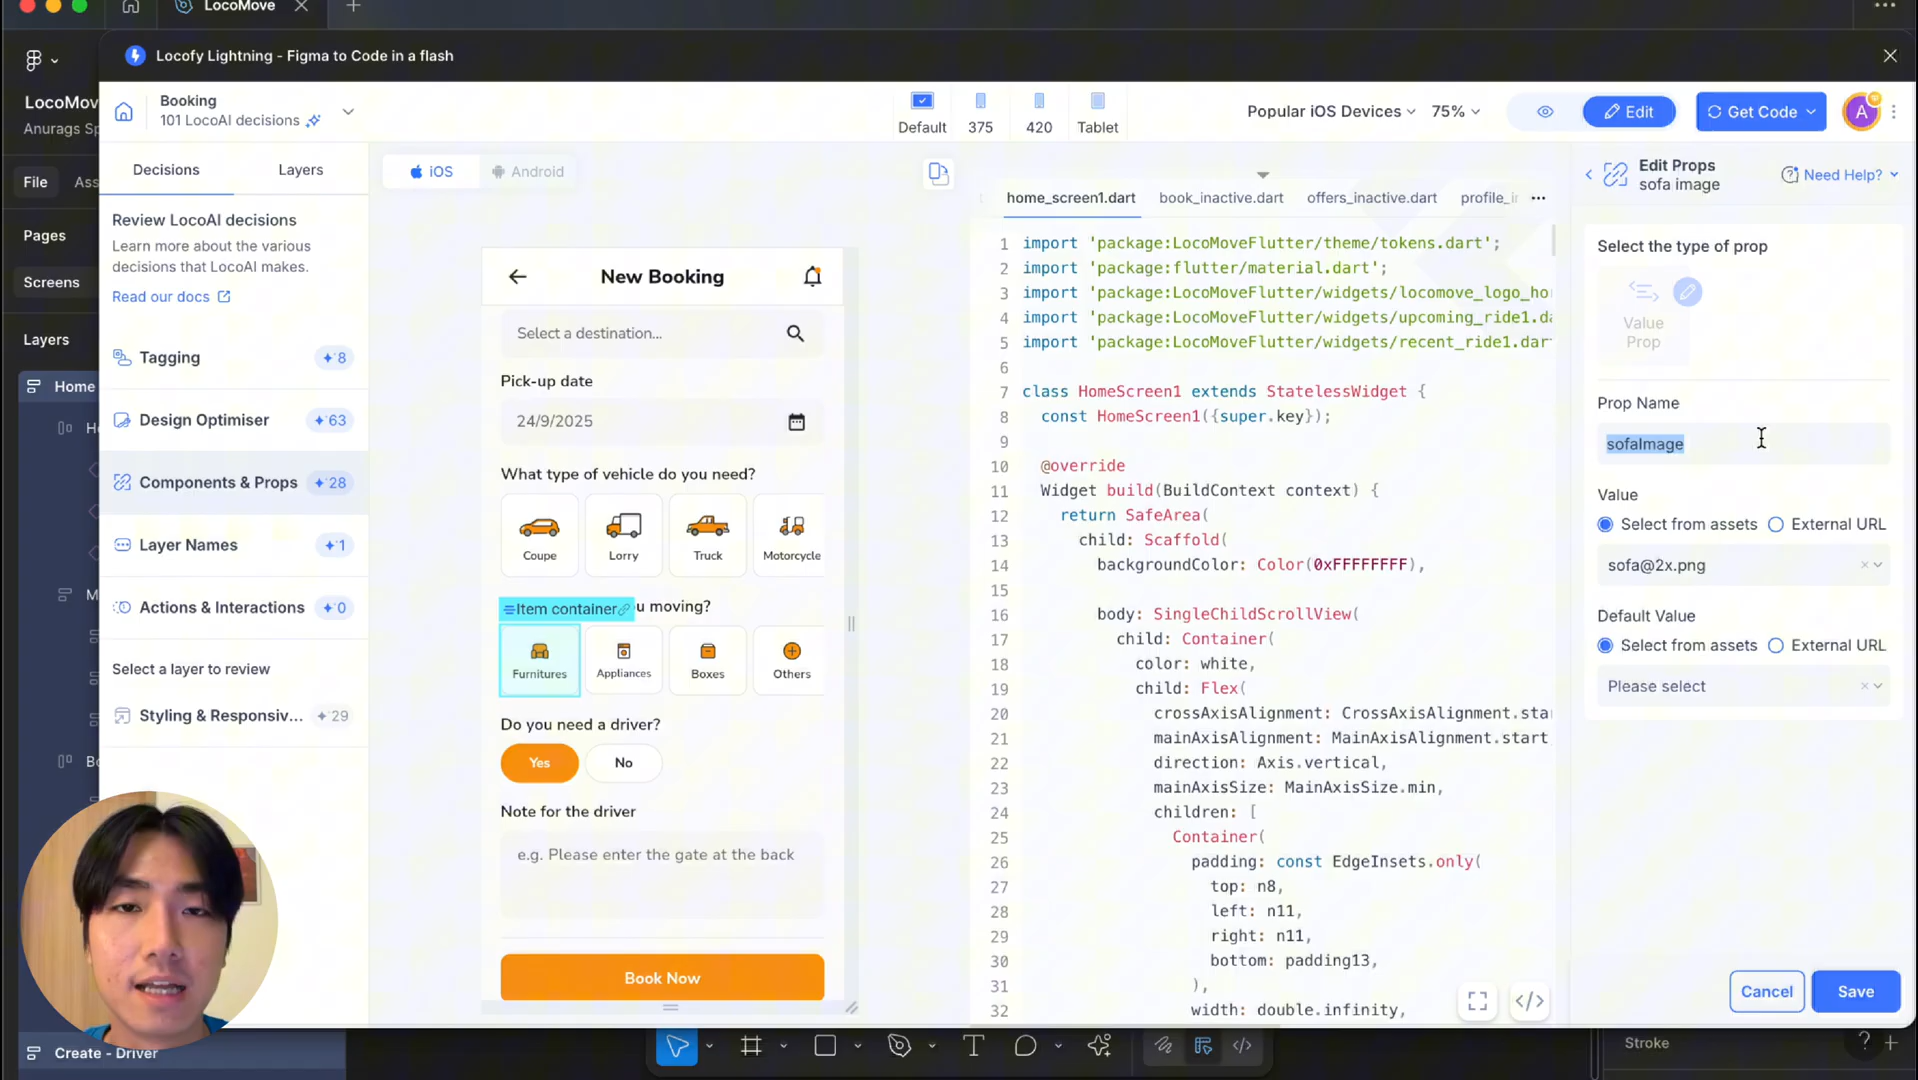 LocoMove
Locofy Lightning - Figma to Code in a flash
LocoMov
Anurags Sp
File
Ass
Pages
Screens
Layers
Home
Create - Driver
Booking
101 LocoAI decisions
Default
375
420
Tablet
Popular iOS Devices
75%
Edit
Get Code
A
Decisions
Layers
Review LocoAI decisions
Learn more about the various
decisions that LocoAI makes.
Read our docs
Tagging
8
Design Optimiser
63
Components & Props
28
Layer Names
1
Actions & Interactions
0
Select a layer to review
Styling & Responsiv...
29
iOS
Android
New Booking
Select a destination...
Pick-up date
24/9/2025
What type of vehicle do you need?
Coupe
Lorry
Truck
Motorcycle
Item container
u moving?
Furnitures
Appliances
Boxes
Others
Do you need a driver?
Yes
No
Note for the driver
e.g. Please enter the gate at the back
Book Now
home_screen1.dart
book_inactive.dart
offers_inactive.dart
profile_i
1 import 'package:LocoMoveFlutter/theme/tokens.dart';
2 import 'package:flutter/material.dart';
3 import 'package:LocoMoveFlutter/widgets/locomove_logo_ho
4 import 'package:LocoMoveFlutter/widgets/upcoming_ride1.da
5 import 'package:LocoMoveFlutter/widgets/recent_ride1.dar
6
7 class HomeScreen1 extends StatelessWidget {
8 const HomeScreen1({super.key});
9
10 @override
11 Widget build(BuildContext context) {
12 return SafeArea(
13 child: Scaffold(
14 backgroundColor: Color(0xFFFFFFFF),
15
16 body: SingleChildScrollView(
17 child: Container(
18 color: white,
19 child: Flex(
20 crossAxisAlignment: CrossAxisAlignment.sta
21 mainAxisAlignment: MainAxisAlignment.start
22 direction: Axis.vertical,
23 mainAxisSize: MainAxisSize.min,
24 children: [
25 Container(
26 padding: const EdgeInsets.only(
27 top: n8,
28 left: n11,
29 right: n11,
30 bottom: padding13,
31 ),
32 width: double.infinity,
Edit Props
sofa image
Need Help?
Select the type of prop
Value
Prop
Prop Name
sofaImage
Value
Select from assets
External URL
sofa@2x.png
Default Value
Select from assets
External URL
Please select
Cancel
Save
Stroke